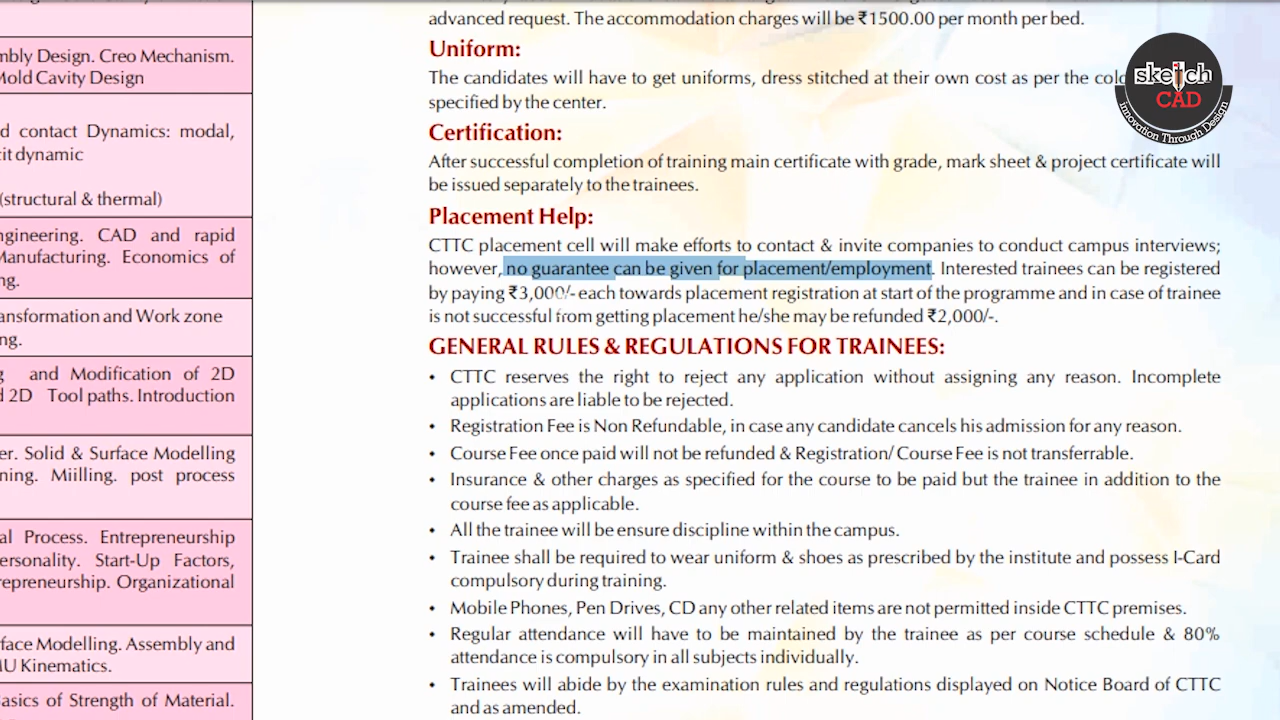 mbly Design. Creo Mechanism.
Mold Cavity Design
d contact Dynamics: modal,
cit dynamic
(structural & thermal)
ngineering. CAD and rapid
Manufacturing. Economics of
ng.
ansformation and Work zone
ng.
g and Modification of 2D
d 2D Tool paths. Introduction
er. Solid & Surface Modelling
ning. Miilling. post process
al Process. Entrepreneurship
ersonality. Start-Up Factors,
repreneurship. Organizational
rface Modelling. Assembly and
MU Kinematics.
asics of Strength of Material.
advanced request. The accommodation charges will be ₹1500.00 per month per bed.
Uniform:
The candidates will have to get uniforms, dress stitched at their own cost as per the colo
specified by the center.
Certification:
After successful completion of training main certificate with grade, mark sheet & project certificate will
be issued separately to the trainees.
Placement Help:
CTTC placement cell will make efforts to contact & invite companies to conduct campus interviews;
however, no guarantee can be given for placement/employment. Interested trainees can be registered
by paying ₹3,000/- each towards placement registration at start of the programme and in case of trainee
is not successful from getting placement he/she may be refunded ₹2,000/-.
GENERAL RULES & REGULATIONS FOR TRAINEES:
• CTTC reserves the right to reject any application without assigning any reason. Incomplete
applications are liable to be rejected.
• Registration Fee is Non Refundable, in case any candidate cancels his admission for any reason.
• Course Fee once paid will not be refunded & Registration/ Course Fee is not transferrable.
• Insurance & other charges as specified for the course to be paid but the trainee in addition to the
course fee as applicable.
• All the trainee will be ensure discipline within the campus.
• Trainee shall be required to wear uniform & shoes as prescribed by the institute and possess I-Card
compulsory during training.
• Mobile Phones, Pen Drives, CD any other related items are not permitted inside CTTC premises.
• Regular attendance will have to be maintained by the trainee as per course schedule & 80%
attendance is compulsory in all subjects individually.
• Trainees will abide by the examination rules and regulations displayed on Notice Board of CTTC
and as amended.
sketch
CAD
innovation Through Design